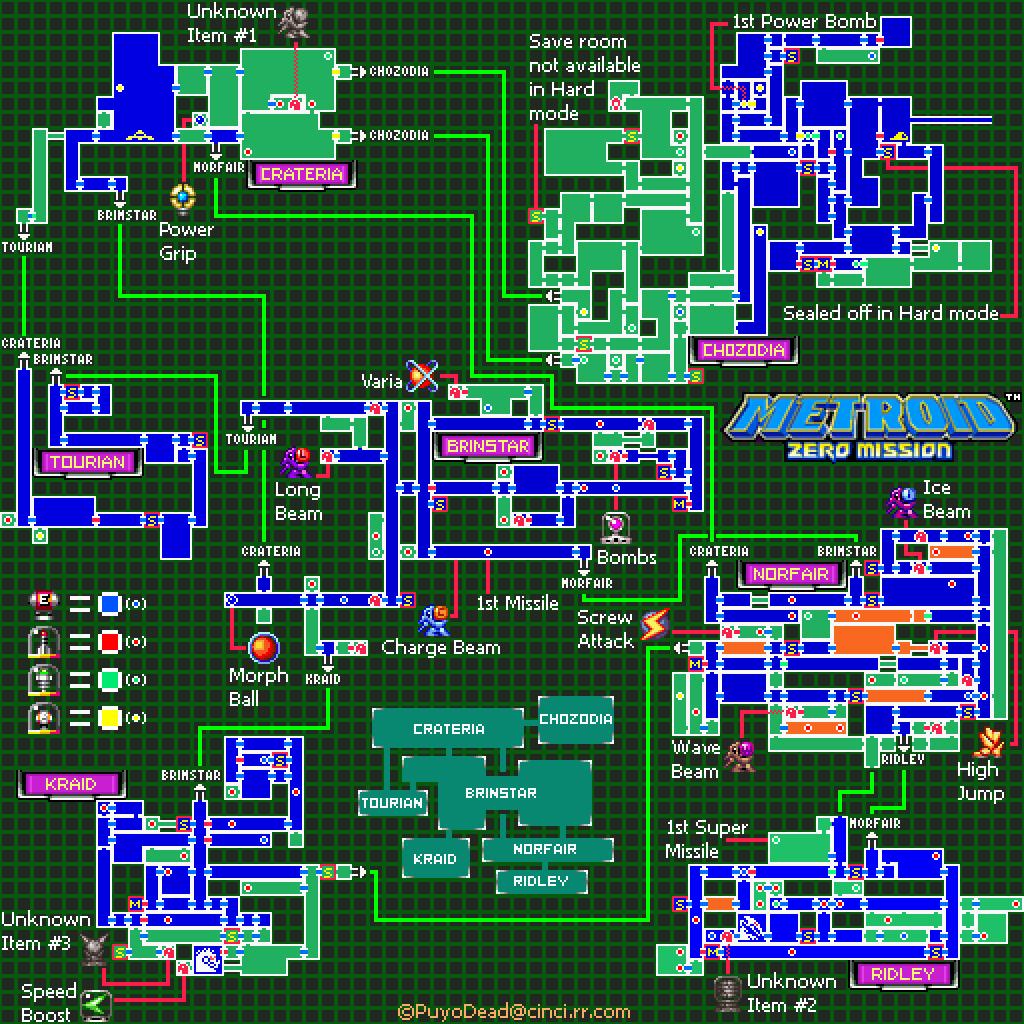 Unknown
Item #1
CHOZODIA
CHOZODIA
NORFAIR
CRATERIA
BRINSTAR
TOURIAN
Power
Grip
Save room
not available
in Hard
mode
1st Power Bomb
S
S
S
S
S
S
S
S M
Sealed off in Hard mode
CHOZODIA
METROID™
ZERO MISSION
CRATERIA
BRINSTAR
S
S
TOURIAN
S
Varia
TOURIAN
BRINSTAR
S
S
S
M
Long
Beam
Bombs
CRATERIA
NORFAIR
1st Missile
S
Charge Beam
Morph
Ball
KRAID
E
= (o)
= (o)
= (o)
= (o)
Ice
Beam
CRATERIA
BRINSTAR
NORFAIR
S
S
Screw
Attack
S
M
S
S
Wave
Beam
RIDLEY
High
Jump
CRATERIA
CHOZODIA
TOURIAN
BRINSTAR
KRAID
NORFAIR
RIDLEY
KRAID
BRINSTAR
S
S
S
M
S
S
Unknown
Item #3
Speed
Boost
1st Super
Missile
NORFAIR
S
S
S
M
S
RIDLEY
Unknown
Item #2
©PuyoDead@cinci.rr.com